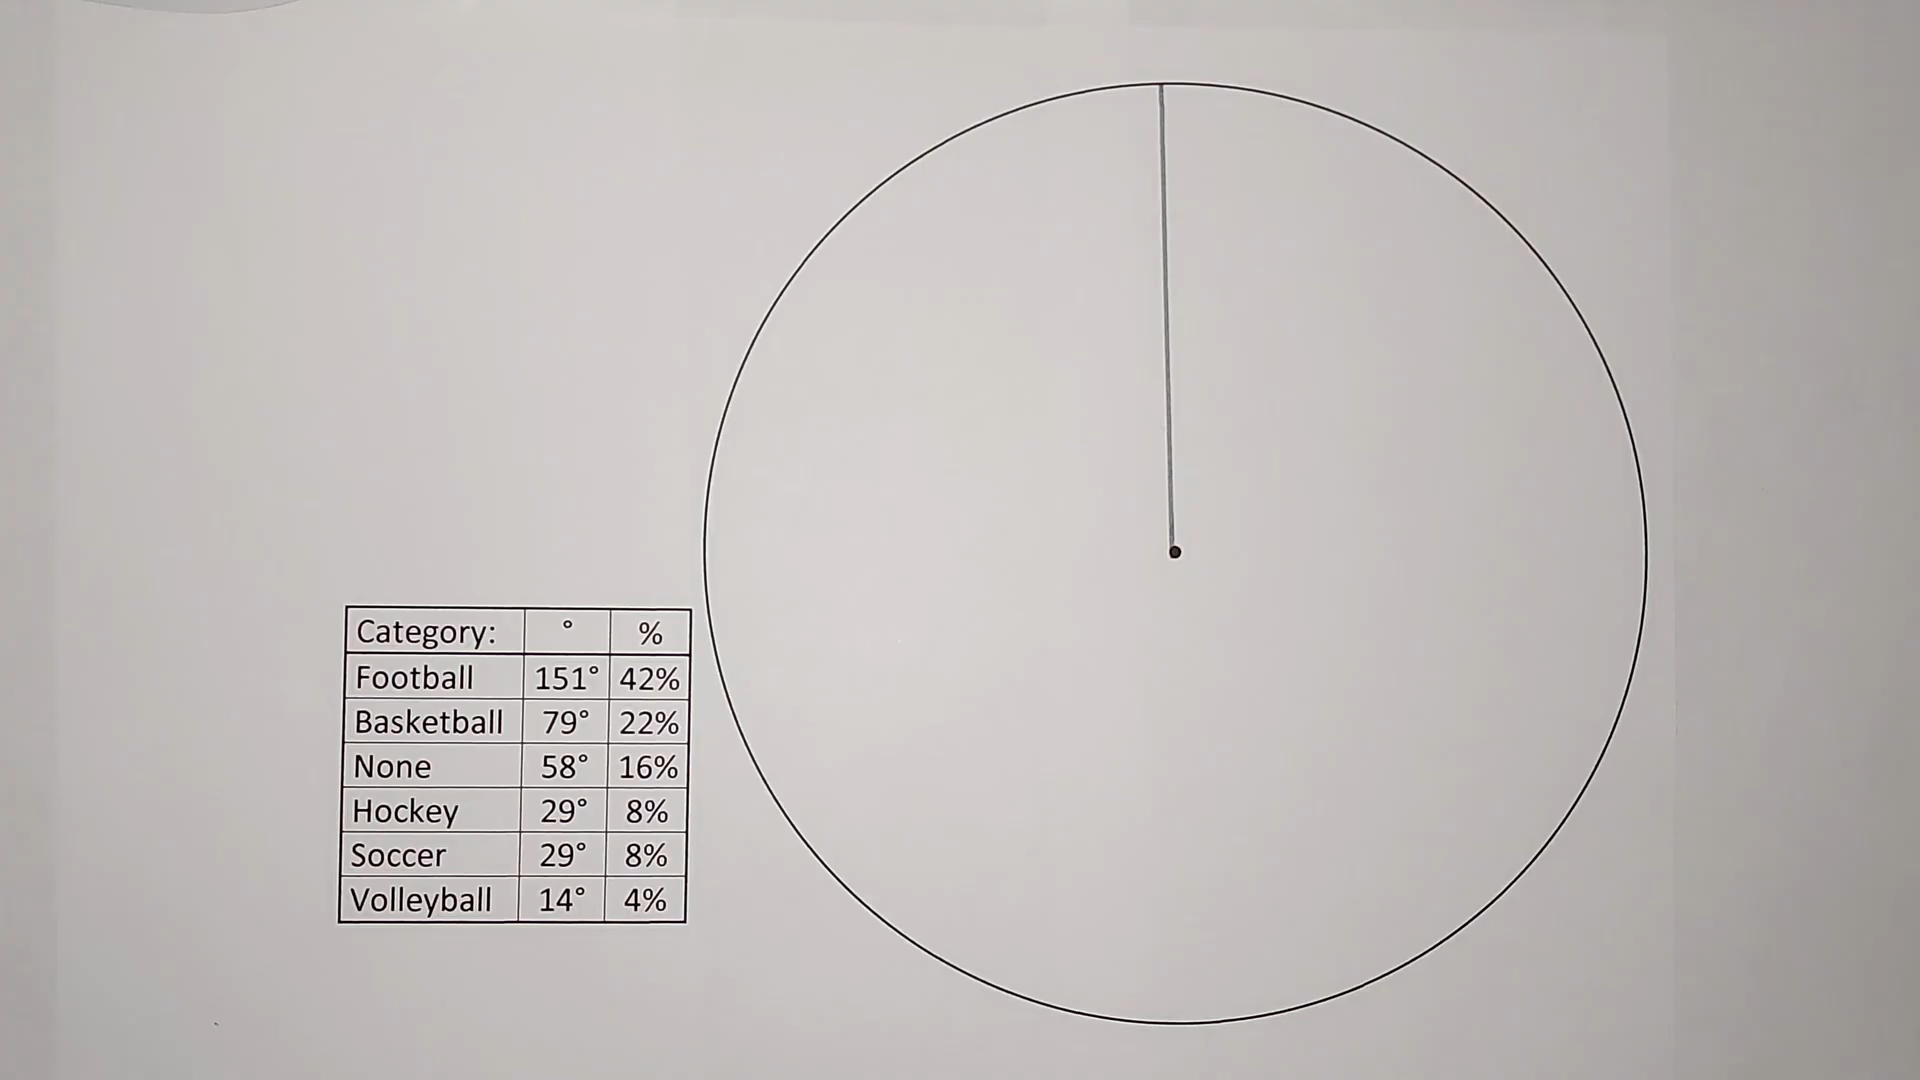 Category: ° %
Football 151° 42%
Basketball 79° 22%
None 58° 16%
Hockey 29° 8%
Soccer 29° 8%
Volleyball 14° 4%